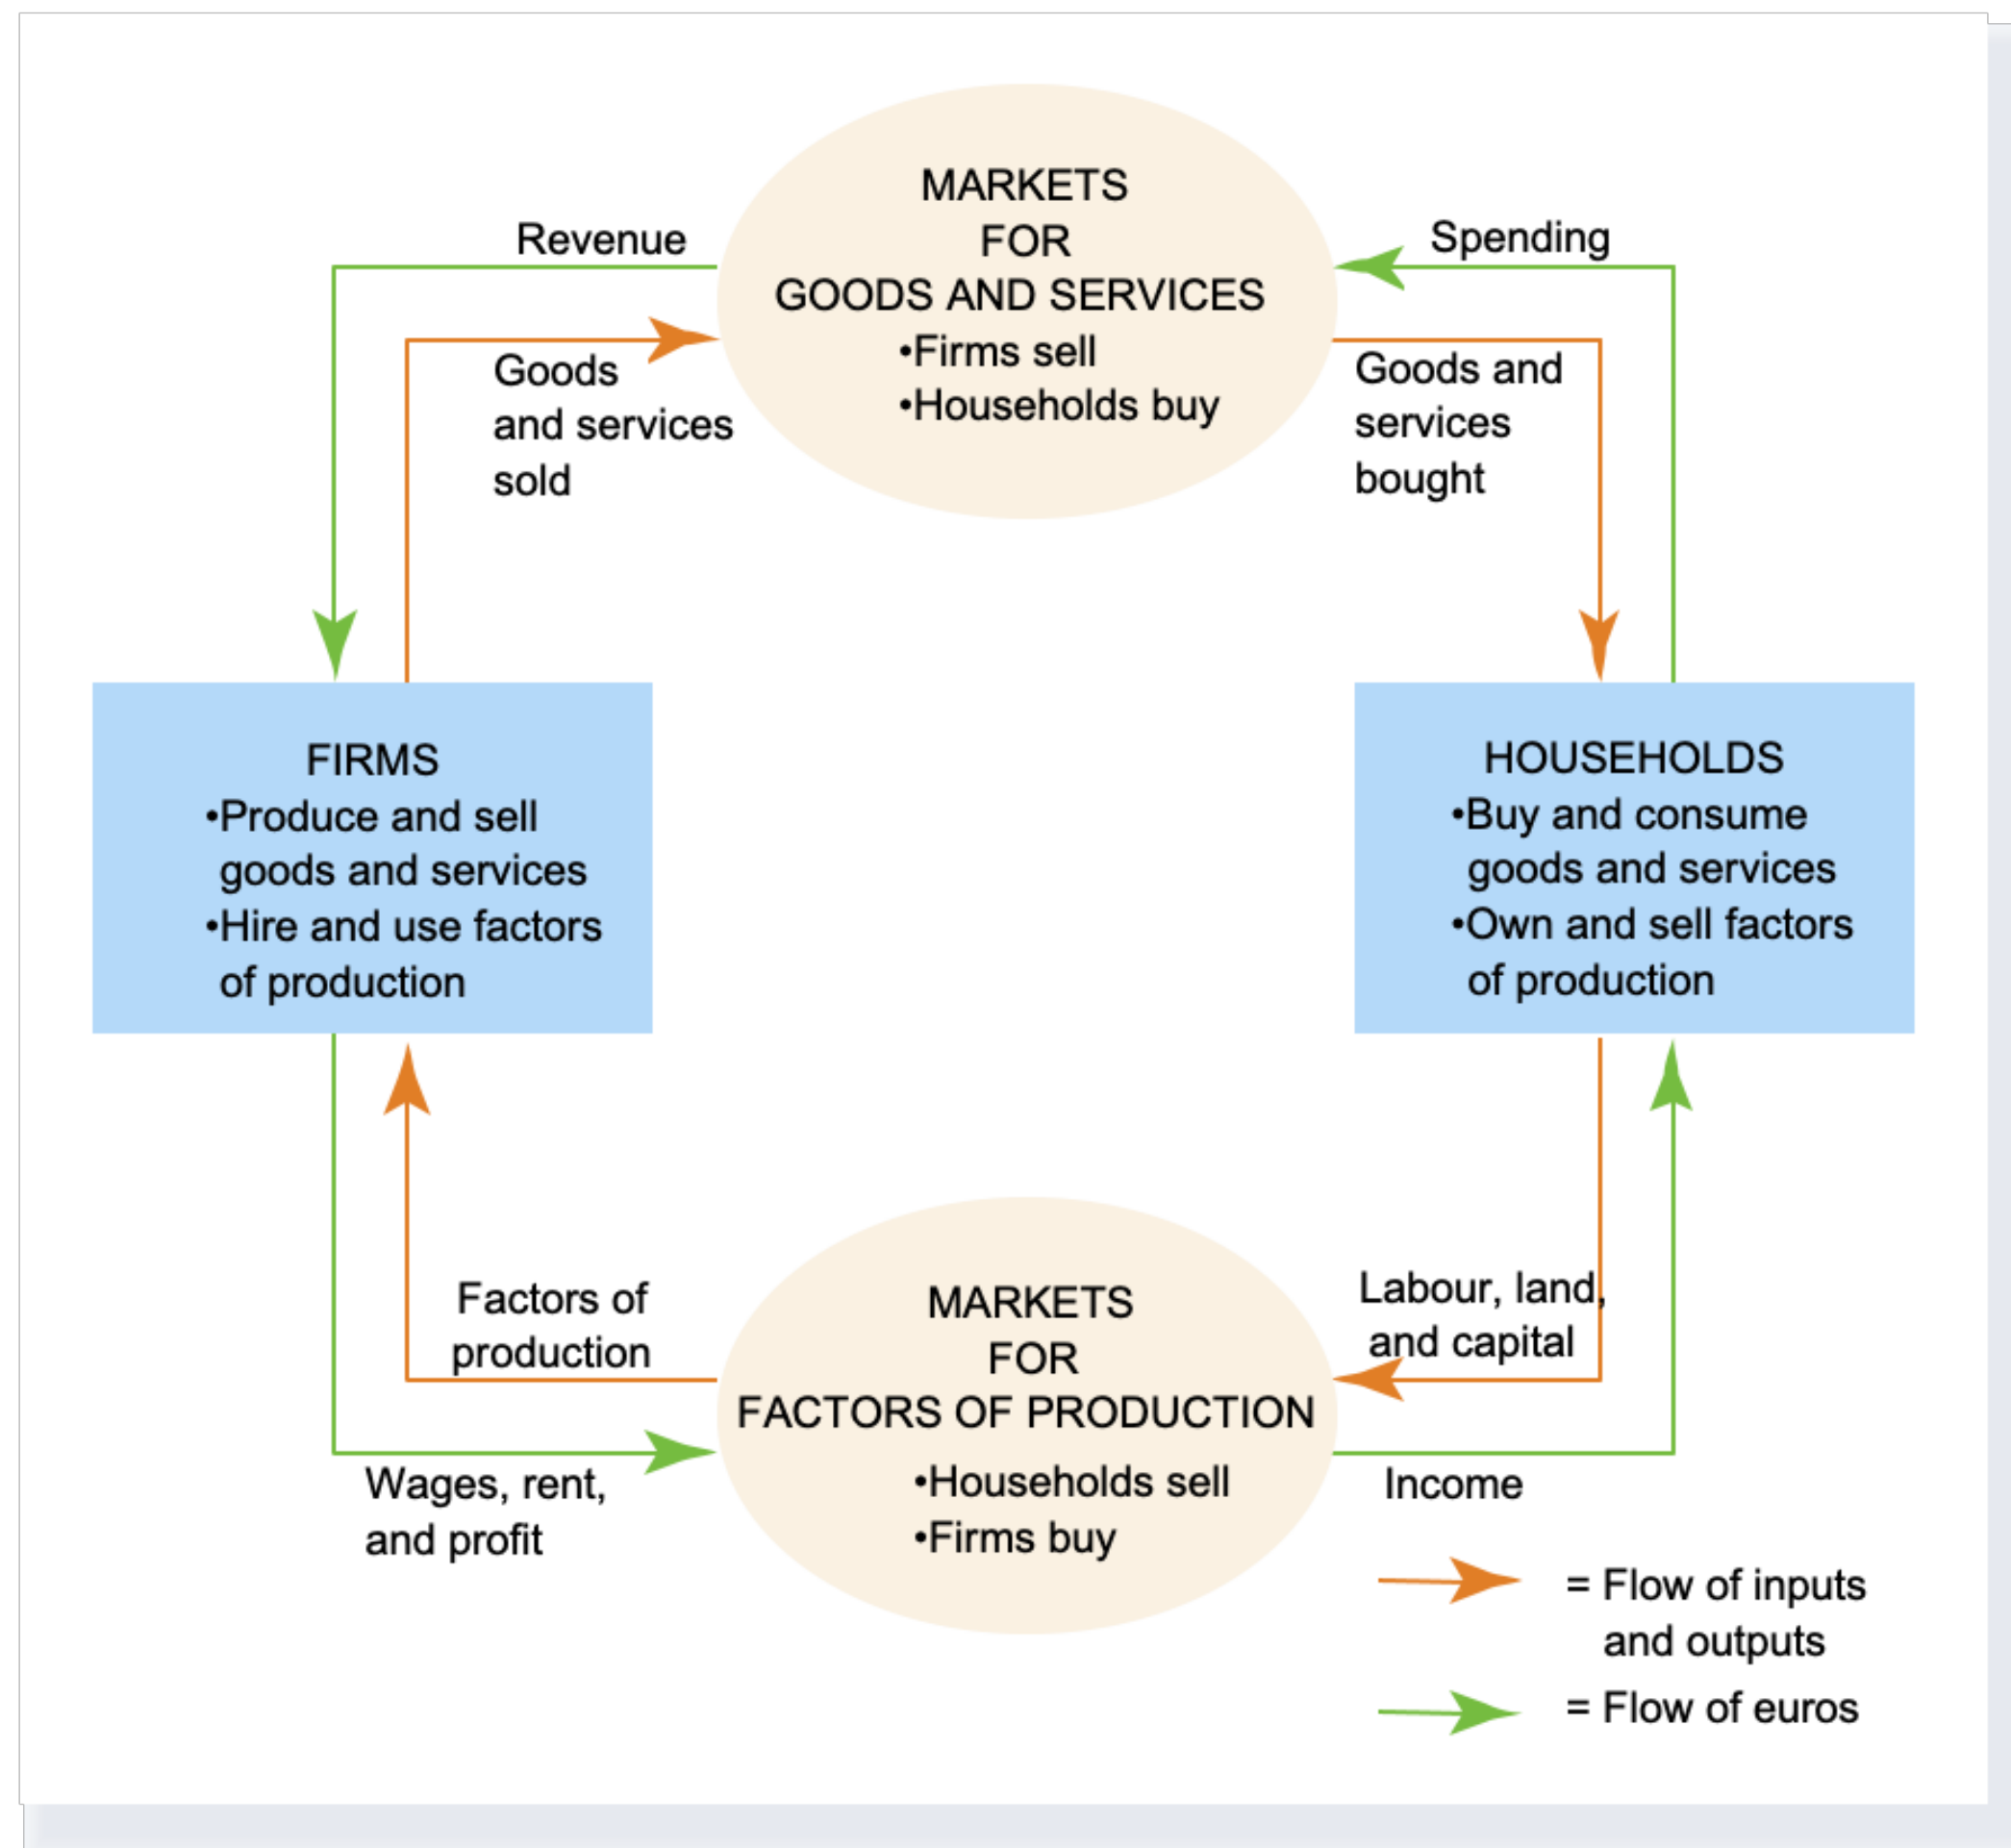 MARKETS
FOR
GOODS AND SERVICES
•Firms sell
•Households buy
Revenue
Spending
Goods
and services
sold
Goods and
services
bought
FIRMS
•Produce and sell
goods and services
•Hire and use factors
of production
HOUSEHOLDS
•Buy and consume
goods and services
•Own and sell factors
of production
Factors of
production
Labour, land,
and capital
MARKETS
FOR
FACTORS OF PRODUCTION
•Households sell
•Firms buy
Wages, rent,
and profit
Income
= Flow of inputs
and outputs
= Flow of euros